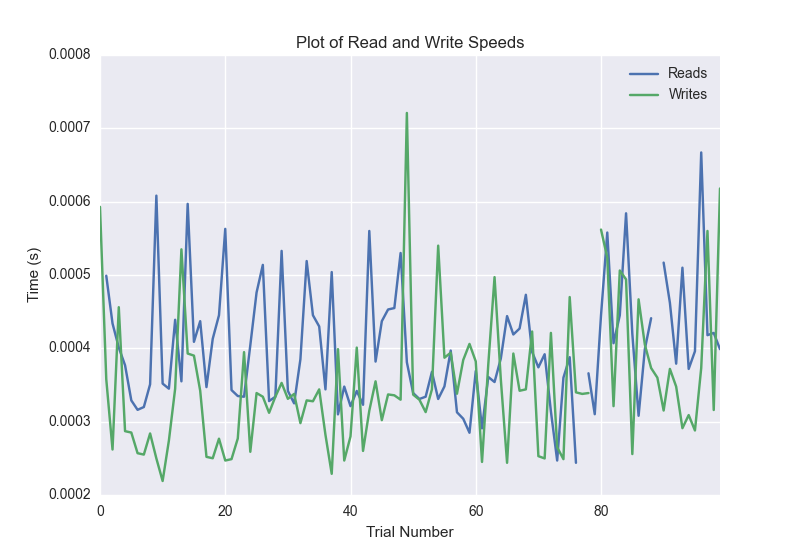 Plot of Read and Write Speeds
Reads
Writes
0.0008
0.0007
0.0006
0.0005
0.0004
0.0003
0.0002
Time (s)
0 20 40 60 80
Trial Number